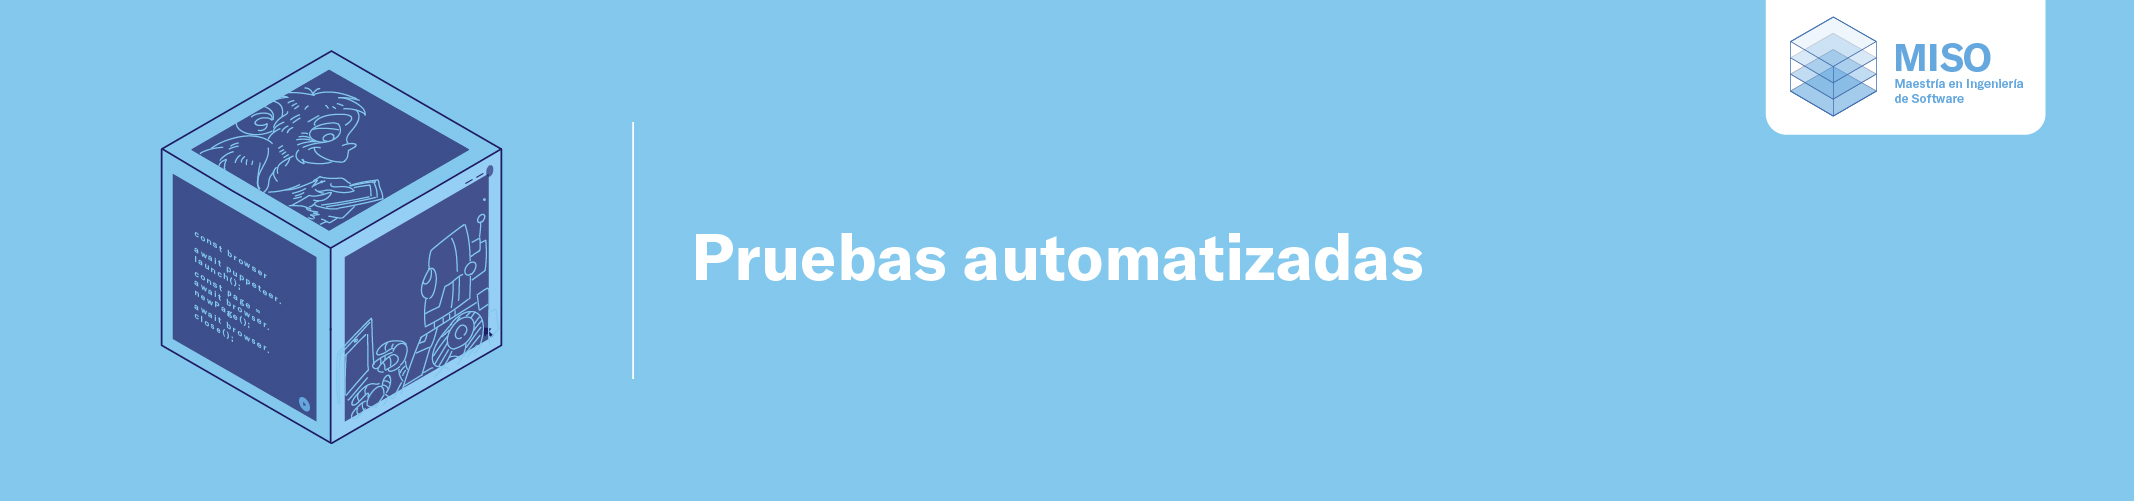 MISO
Maestría en Ingeniería
de Software
Pruebas automatizadas
const browser
await puppeteer.
launch();
const page =
await browser.
newPage();
await browser.
close();